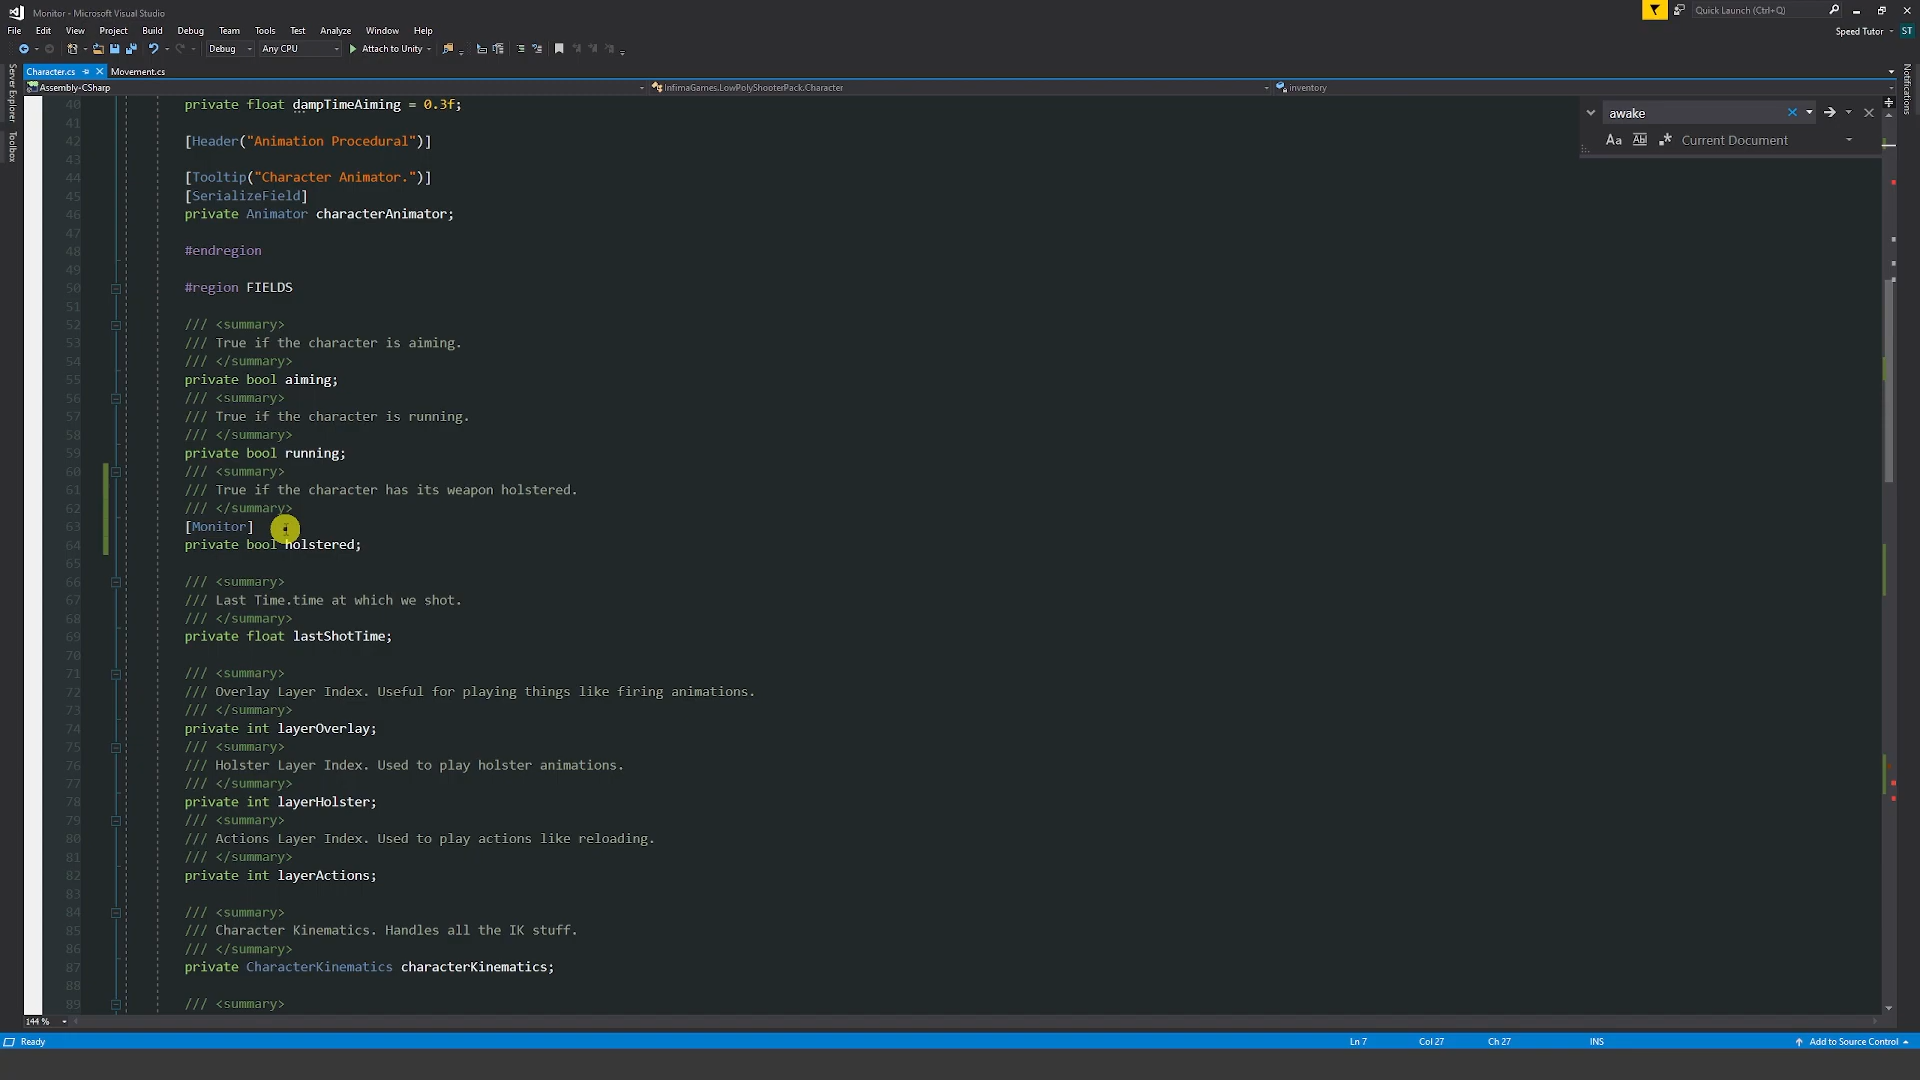 Monitor - Microsoft Visual Studio
Quick Launch (Ctrl+Q)
File Edit View Project Build Debug Team Tools Test Analyze Window Help
Speed Tutor ST
Debug Any CPU Attach to Unity
Character.cs Movement.cs
Server Explorer
Toolbox
Notifications
Assembly-CSharp InfimaGames.LowPolyShooterPack.Character inventory
awake
Aa Ab Current Document
40 private float dampTimeAiming = 0.3f;
41
42 [Header("Animation Procedural")]
43
44 [Tooltip("Character Animator.")]
45 [SerializeField]
46 private Animator characterAnimator;
47
48 #endregion
49
50 #region FIELDS
51
52 /// <summary>
53 /// True if the character is aiming.
54 /// </summary>
55 private bool aiming;
56 /// <summary>
57 /// True if the character is running.
58 /// </summary>
59 private bool running;
60 /// <summary>
61 /// True if the character has its weapon holstered.
62 /// </summary>
63 [Monitor]
64 private bool holstered;
65
66 /// <summary>
67 /// Last Time.time at which we shot.
68 /// </summary>
69 private float lastShotTime;
70
71 /// <summary>
72 /// Overlay Layer Index. Useful for playing things like firing animations.
73 /// </summary>
74 private int layerOverlay;
75 /// <summary>
76 /// Holster Layer Index. Used to play holster animations.
77 /// </summary>
78 private int layerHolster;
79 /// <summary>
80 /// Actions Layer Index. Used to play actions like reloading.
81 /// </summary>
82 private int layerActions;
83
84 /// <summary>
85 /// Character Kinematics. Handles all the IK stuff.
86 /// </summary>
87 private CharacterKinematics characterKinematics;
88
89 /// <summary>
144 %
Ready Ln 7 Col 27 Ch 27 INS Add to Source Control